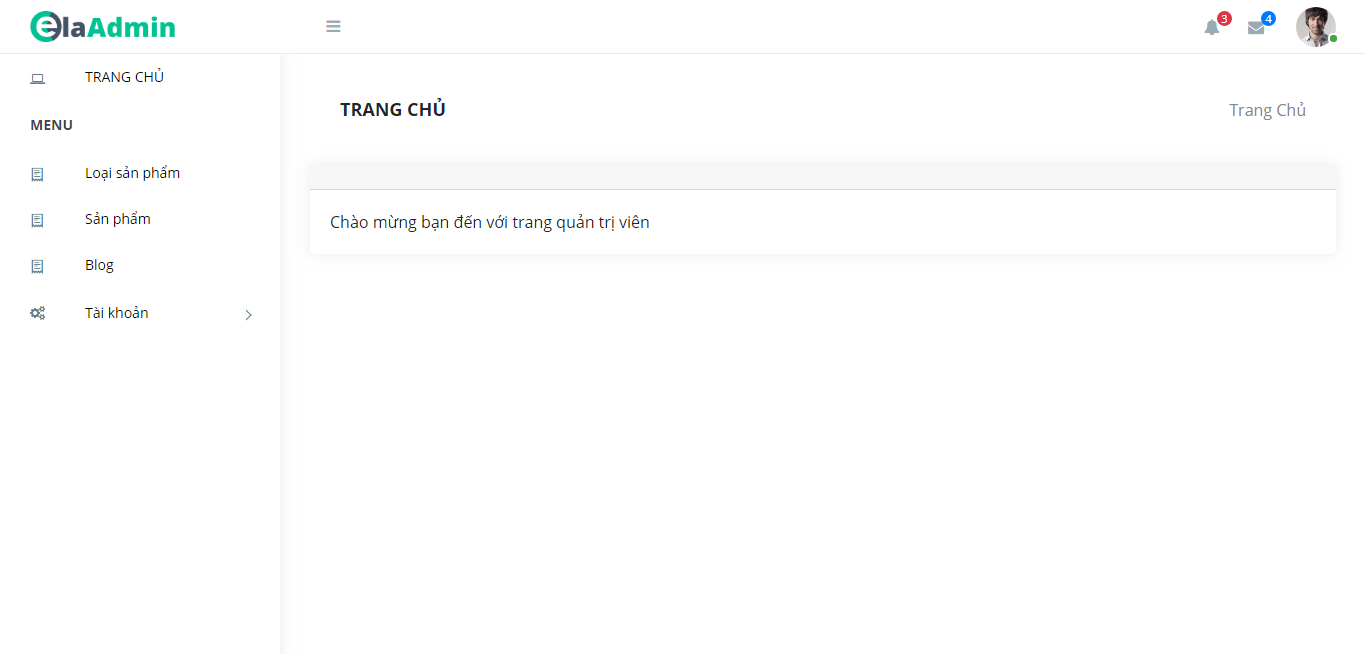 elaAdmin
3
4
TRANG CHỦ
MENU
Loại sản phẩm
Sản phẩm
Blog
Tài khoản
TRANG CHỦ
Trang Chủ
Chào mừng bạn đến với trang quản trị viên